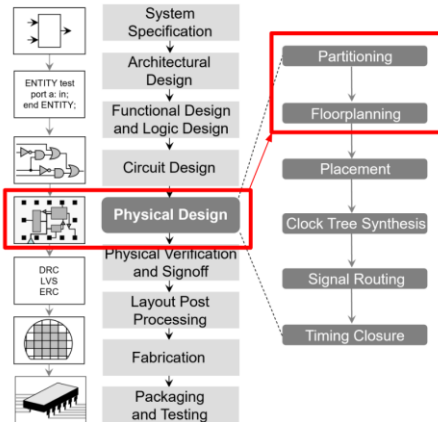 System
Specification
Architectural
Design
ENTITY test
port a: in;
end ENTITY;
Functional Design
and Logic Design
Circuit Design
Physical Design
DRC
LVS
ERC
Physical Verification
and Signoff
Layout Post
Processing
Fabrication
Packaging
and Testing
Partitioning
Floorplanning
Placement
Clock Tree Synthesis
Signal Routing
Timing Closure